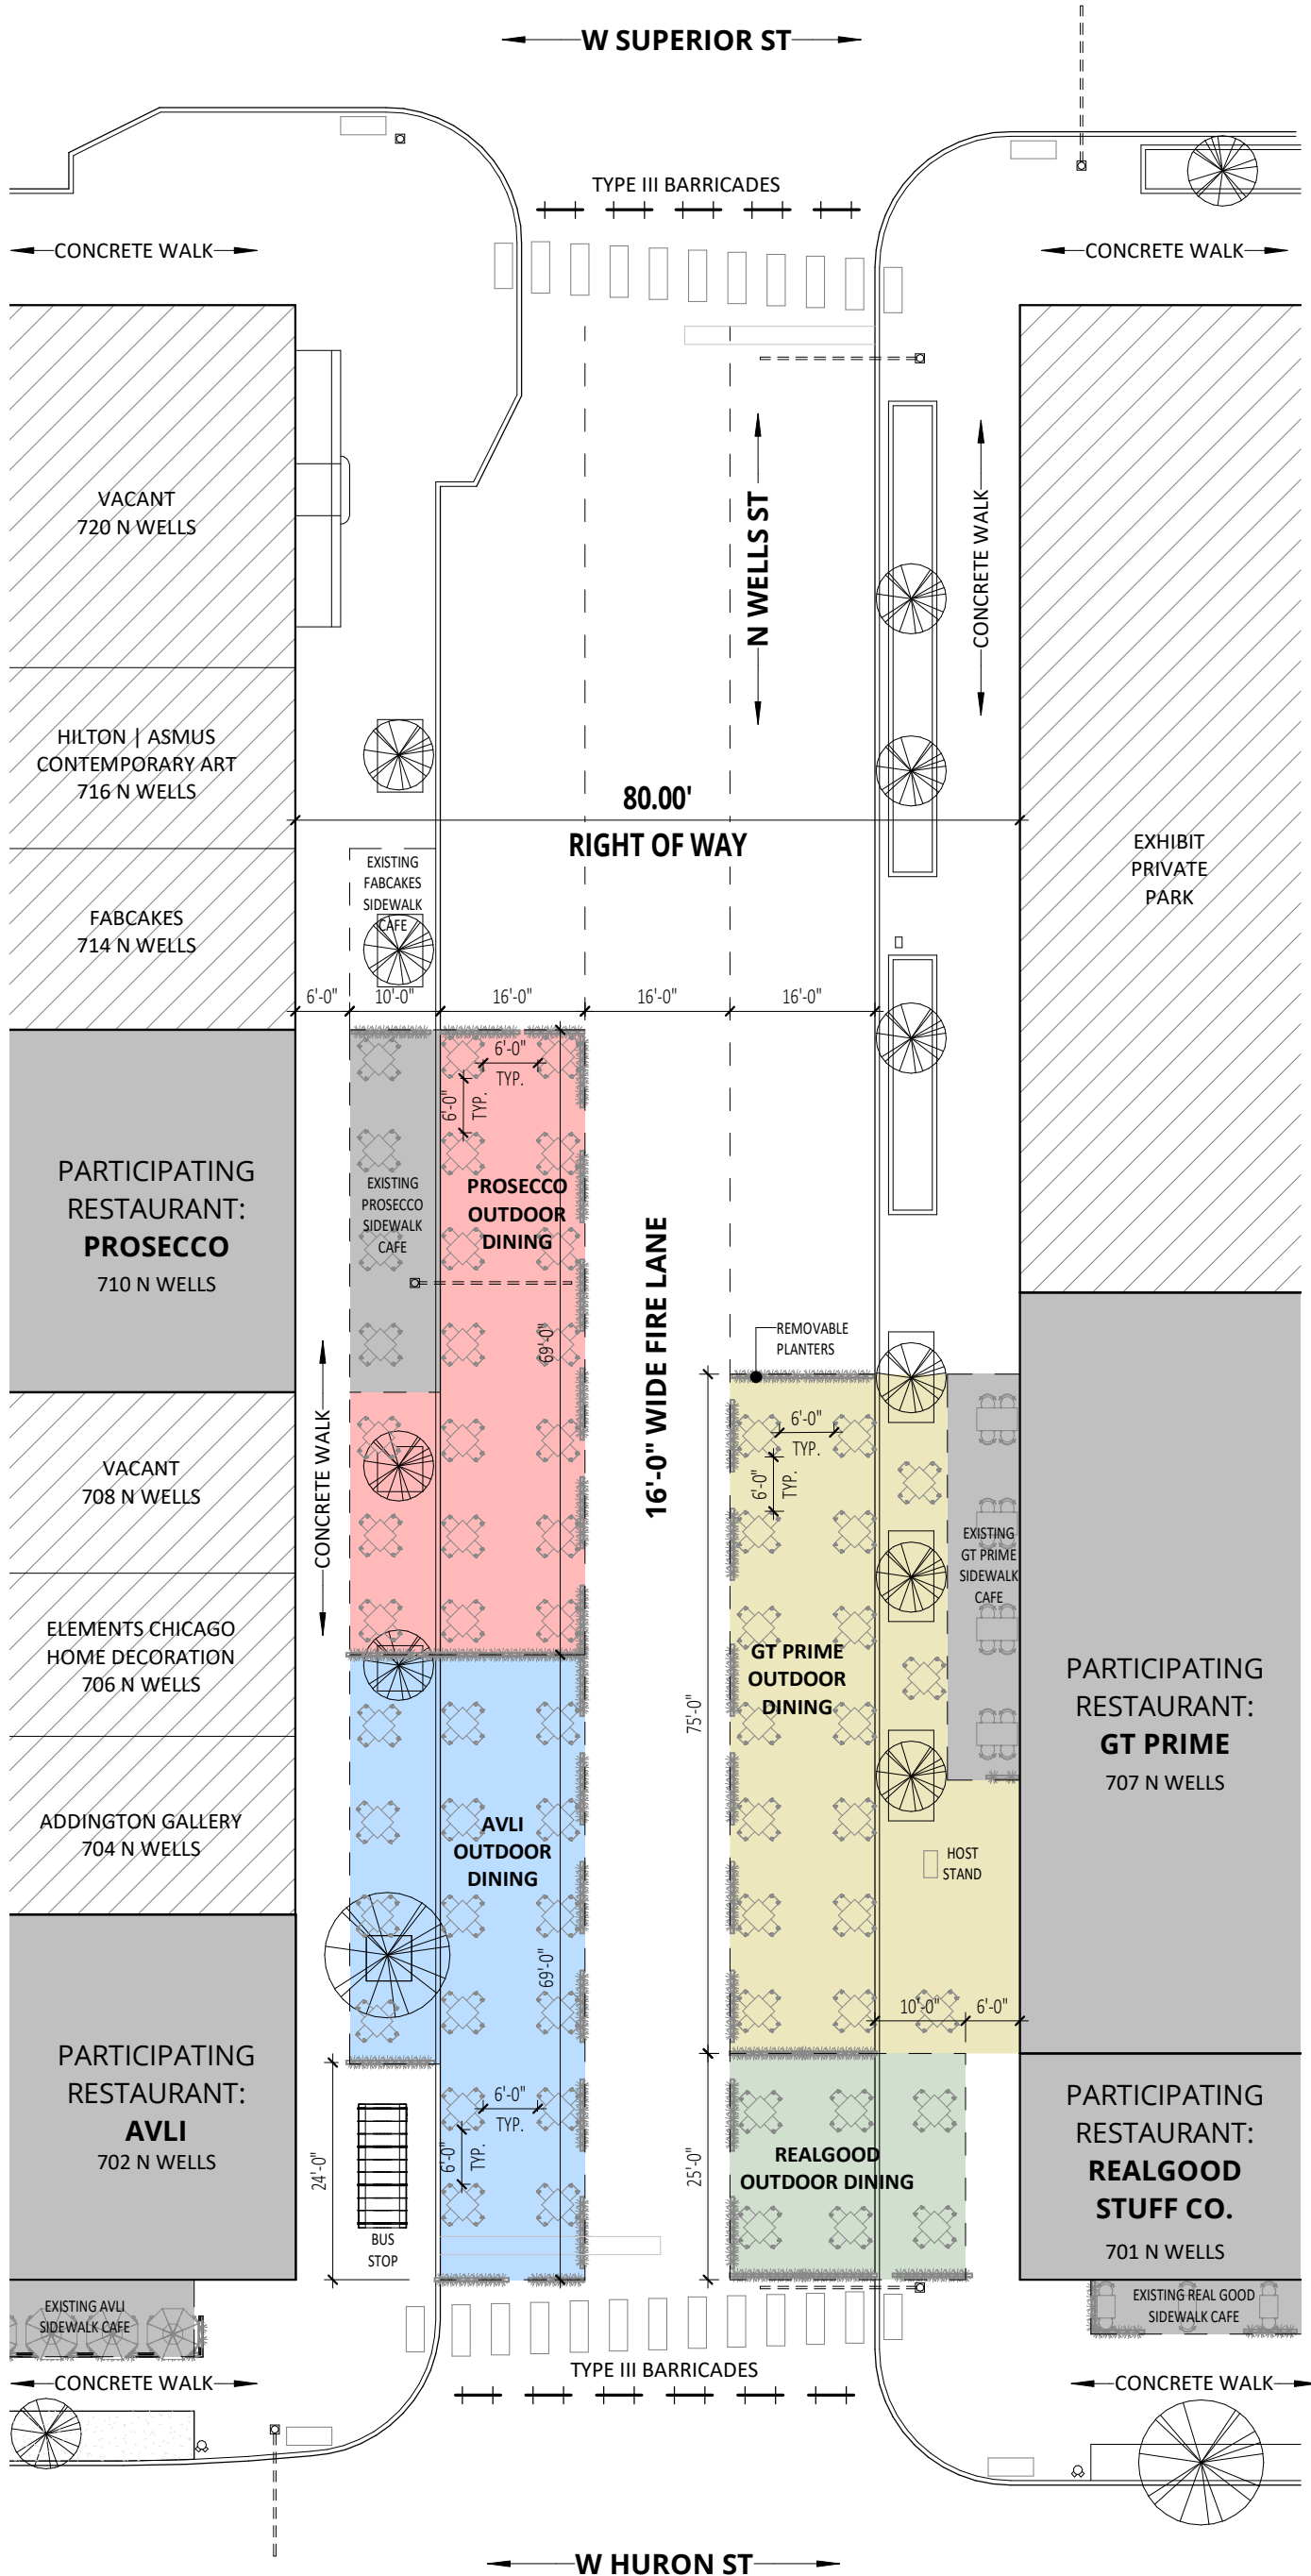 W SUPERIOR ST
TYPE III BARRICADES
CONCRETE WALK
CONCRETE WALK
VACANT
720 N WELLS
N WELLS ST
CONCRETE WALK
HILTON | ASMUS
CONTEMPORARY ART
716 N WELLS
80.00'
RIGHT OF WAY
EXHIBIT
PRIVATE
PARK
EXISTING
FABCAKES
SIDEWALK
CAFE
FABCAKES
714 N WELLS
6'-0"
10'-0"
16'-0"
16'-0"
16'-0"
6'-0"
TYP.
6'-0"
TYP.
PARTICIPATING
RESTAURANT:
PROSECCO
710 N WELLS
EXISTING
PROSECCO
SIDEWALK
CAFE
PROSECCO
OUTDOOR
DINING
69'-0"
16'-0" WIDE FIRE LANE
REMOVABLE
PLANTERS
CONCRETE WALK
VACANT
708 N WELLS
6'-0"
TYP.
6'-0"
TYP.
EXISTING
GT PRIME
SIDEWALK
CAFE
ELEMENTS CHICAGO
HOME DECORATION
706 N WELLS
GT PRIME
OUTDOOR
DINING
75'-0"
PARTICIPATING
RESTAURANT:
GT PRIME
707 N WELLS
ADDINGTON GALLERY
704 N WELLS
AVLI
OUTDOOR
DINING
HOST
STAND
69'-0"
10'-0"
6'-0"
PARTICIPATING
RESTAURANT:
AVLI
702 N WELLS
6'-0"
TYP.
6'-0"
TYP.
24'-0"
BUS
STOP
25'-0"
REALGOOD
OUTDOOR DINING
PARTICIPATING
RESTAURANT:
REALGOOD
STUFF CO.
701 N WELLS
EXISTING AVLI
SIDEWALK CAFE
EXISTING REAL GOOD
SIDEWALK CAFE
TYPE III BARRICADES
CONCRETE WALK
CONCRETE WALK
W HURON ST